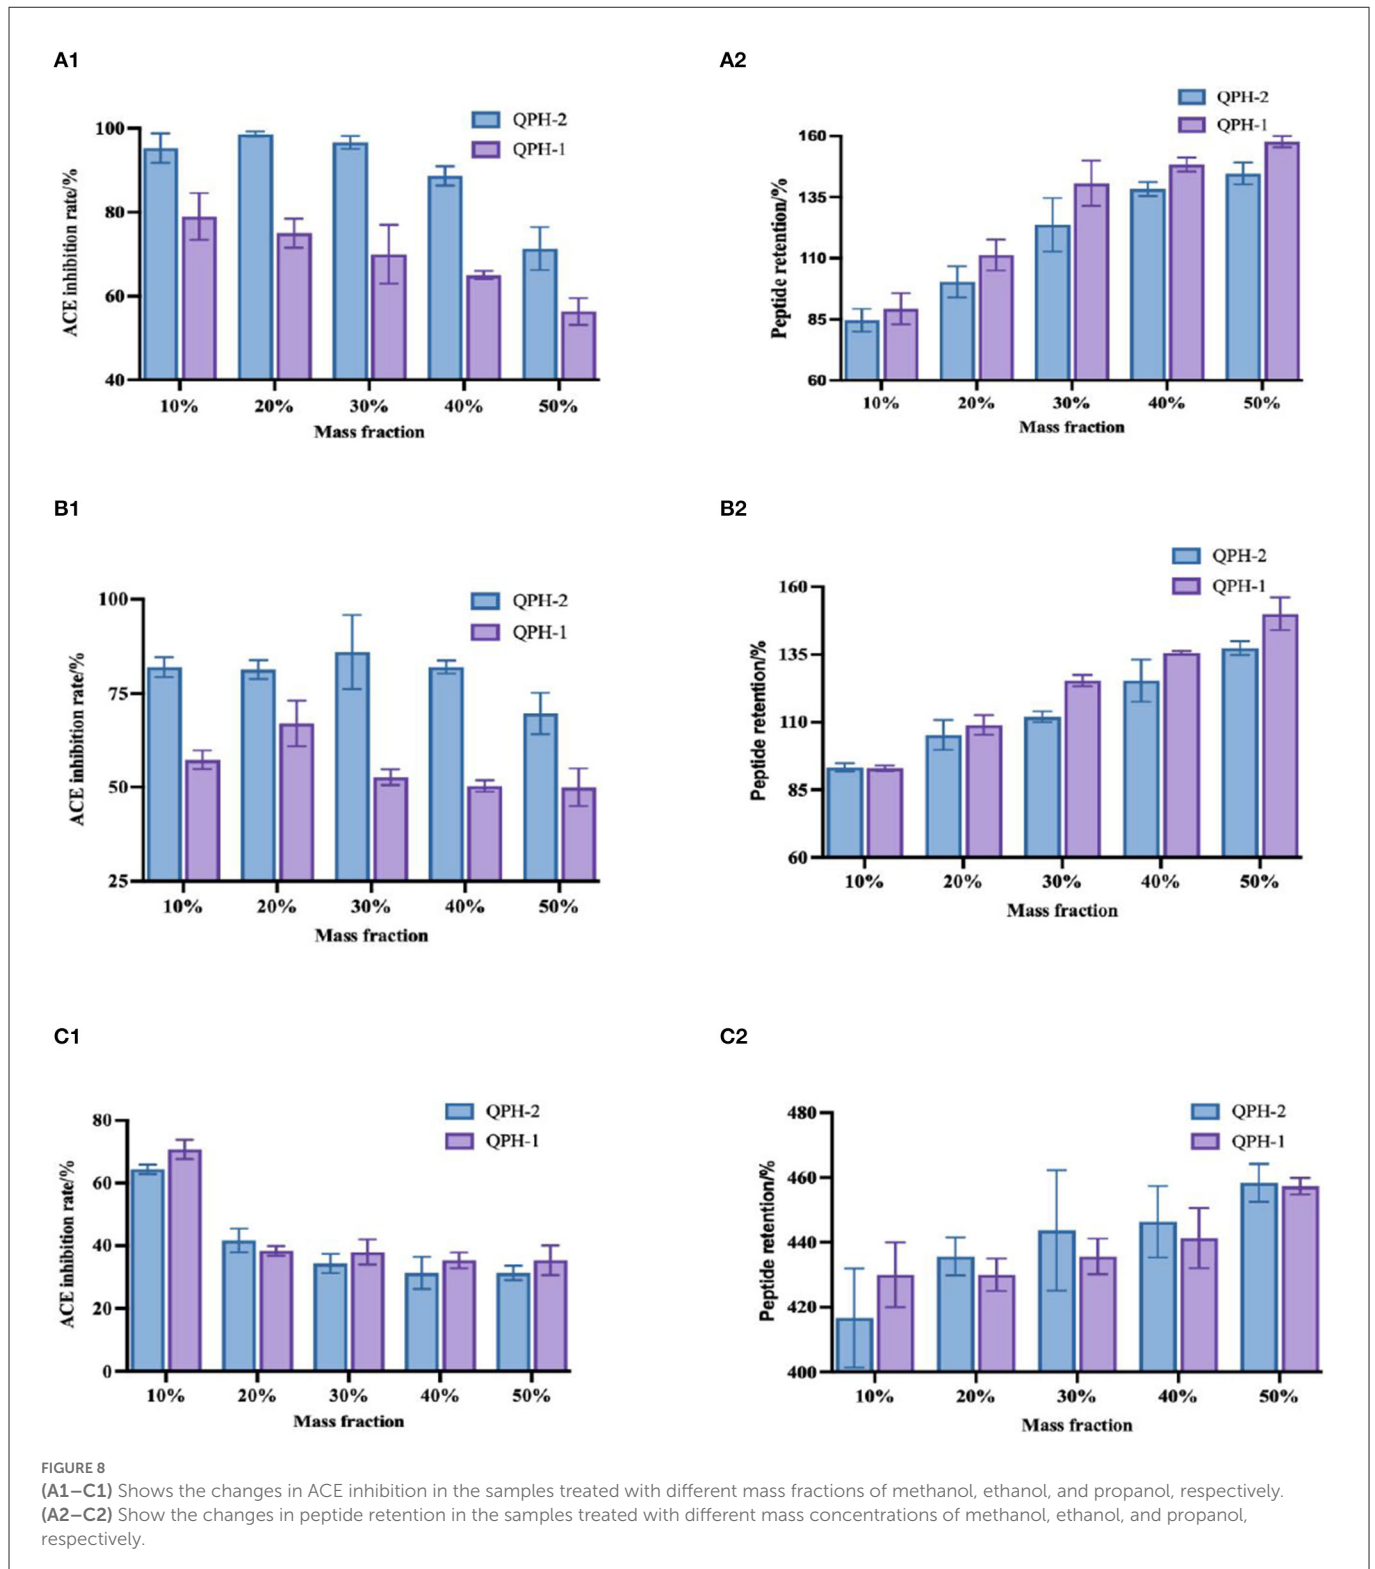 A1
QPH-2
QPH-1
100
80
60
40
ACE inhibition rate/%
10% 20% 30% 40% 50%
Mass fraction
A2
QPH-2
QPH-1
160
135
110
85
60
Peptide retention/%
10% 20% 30% 40% 50%
Mass fraction
B1
QPH-2
QPH-1
100
75
50
25
ACE inhibition rate/%
10% 20% 30% 40% 50%
Mass fraction
B2
QPH-2
QPH-1
160
135
110
85
60
Peptide retention/%
10% 20% 30% 40% 50%
Mass fraction
C1
QPH-2
QPH-1
80
60
40
20
0
ACE inhibition rate/%
10% 20% 30% 40% 50%
Mass fraction
C2
QPH-2
QPH-1
480
460
440
420
400
Peptide retention/%
10% 20% 30% 40% 50%
Mass fraction
FIGURE 8
(A1–C1) Shows the changes in ACE inhibition in the samples treated with different mass fractions of methanol, ethanol, and propanol, respectively.
(A2–C2) Show the changes in peptide retention in the samples treated with different mass concentrations of methanol, ethanol, and propanol,
respectively.